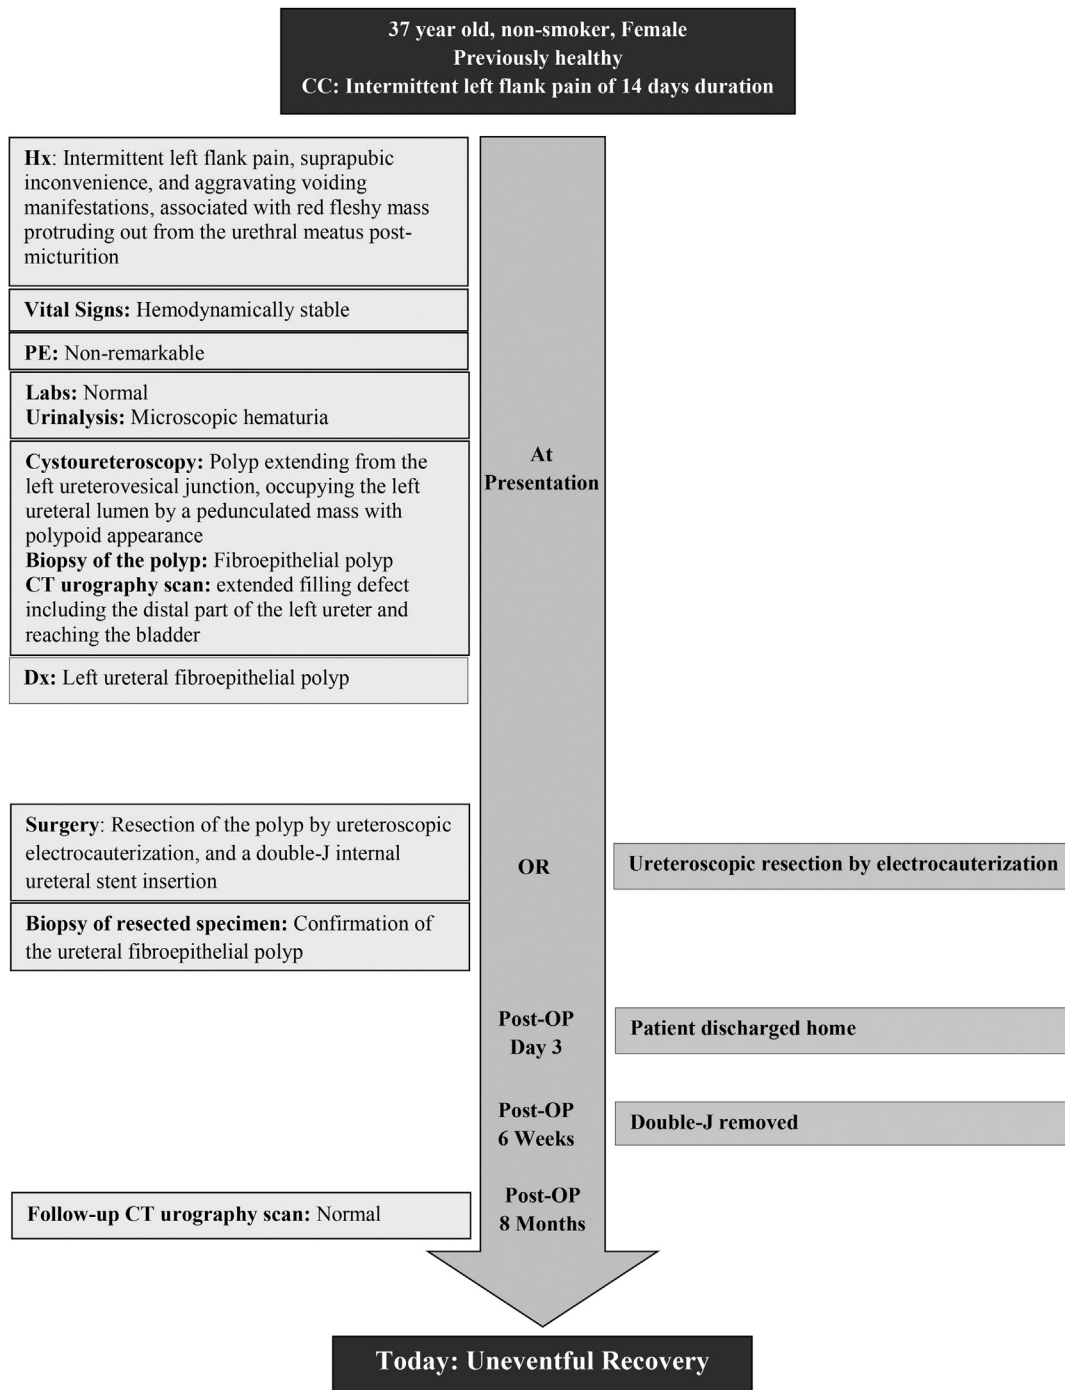 37 year old, non-smoker, Female
Previously healthy
CC: Intermittent left flank pain of 14 days duration
Hx: Intermittent left flank pain, suprapubic
inconvenience, and aggravating voiding
manifestations, associated with red fleshy mass
protruding out from the urethral meatus post-
micturition
Vital Signs: Hemodynamically stable
PE: Non-remarkable
Labs: Normal
Urinalysis: Microscopic hematuria
Cystoureteroscopy: Polyp extending from the
left ureterovesical junction, occupying the left
ureteral lumen by a pedunculated mass with
polypoid appearance
Biopsy of the polyp: Fibroepithelial polyp
CT urography scan: extended filling defect
including the distal part of the left ureter and
reaching the bladder
Dx: Left ureteral fibroepithelial polyp
At
Presentation
Surgery: Resection of the polyp by ureteroscopic
electrocauterization, and a double-J internal
ureteral stent insertion
Biopsy of resected specimen: Confirmation of
the ureteral fibroepithelial polyp
OR
Ureteroscopic resection by electrocauterization
Post-OP
Day 3
Patient discharged home
Post-OP
6 Weeks
Double-J removed
Follow-up CT urography scan: Normal
Post-OP
8 Months
Today: Uneventful Recovery